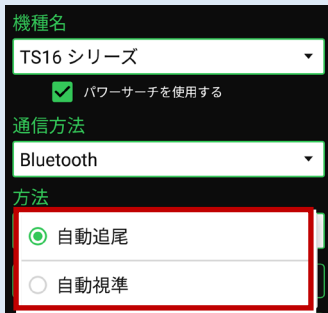 機種名
TS16 シリーズ
パワーサーチを使用する
通信方法
Bluetooth
方法
自動追尾
自動視準